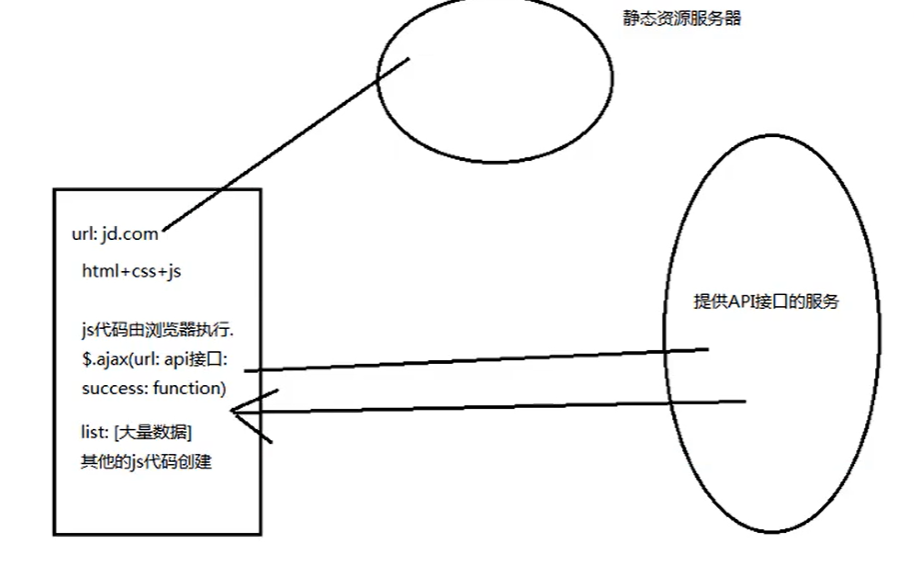 静态资源服务器
url: jd.com
html+css+js
提供API接口的服务
js代码由浏览器执行.
$.ajax(url: api接口:
success: function)
list: [大量数据]
其他的js代码创建